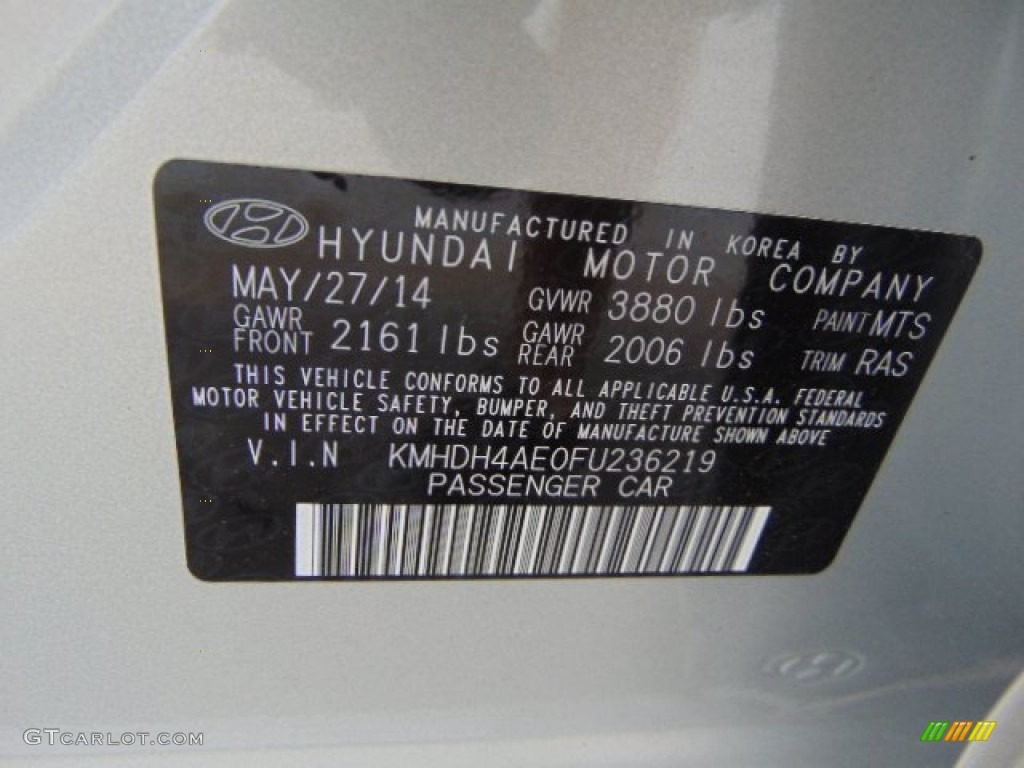 MANUFACTURED IN KOREA BY
HYUNDAI MOTOR COMPANY
MAY/27/14 GVWR 3880 lbs PAINT MTS
GAWR FRONT 2161 lbs GAWR REAR 2006 lbs TRIM RAS
THIS VEHICLE CONFORMS TO ALL APPLICABLE U.S.A. FEDERAL
MOTOR VEHICLE SAFETY, BUMPER, AND THEFT PREVENTION STANDARDS
IN EFFECT ON THE DATE OF MANUFACTURE SHOWN ABOVE
V.I.N KMHDH4AE0FU236219
PASSENGER CAR
GTCARLOT.COM